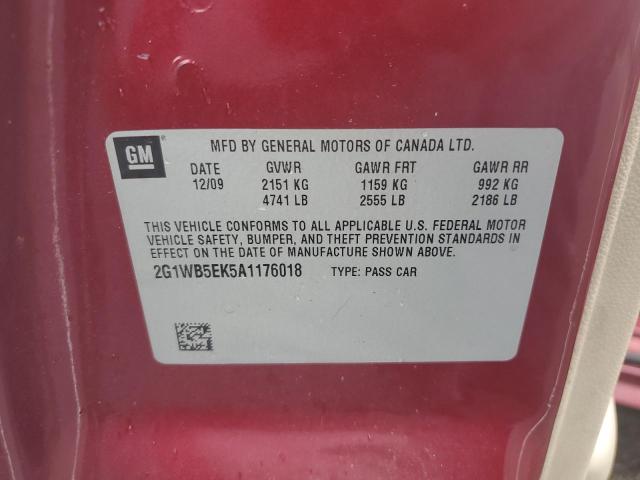 GM
MFD BY GENERAL MOTORS OF CANADA LTD.
DATE GVWR GAWR FRT GAWR RR
12/09 2151 KG 1159 KG 992 KG
4741 LB 2555 LB 2186 LB
THIS VEHICLE CONFORMS TO ALL APPLICABLE U.S. FEDERAL MOTOR
VEHICLE SAFETY, BUMPER, AND THEFT PREVENTION STANDARDS IN
EFFECT ON THE DATE OF MANUFACTURE SHOWN ABOVE.
2G1WB5EK5A1176018 TYPE: PASS CAR